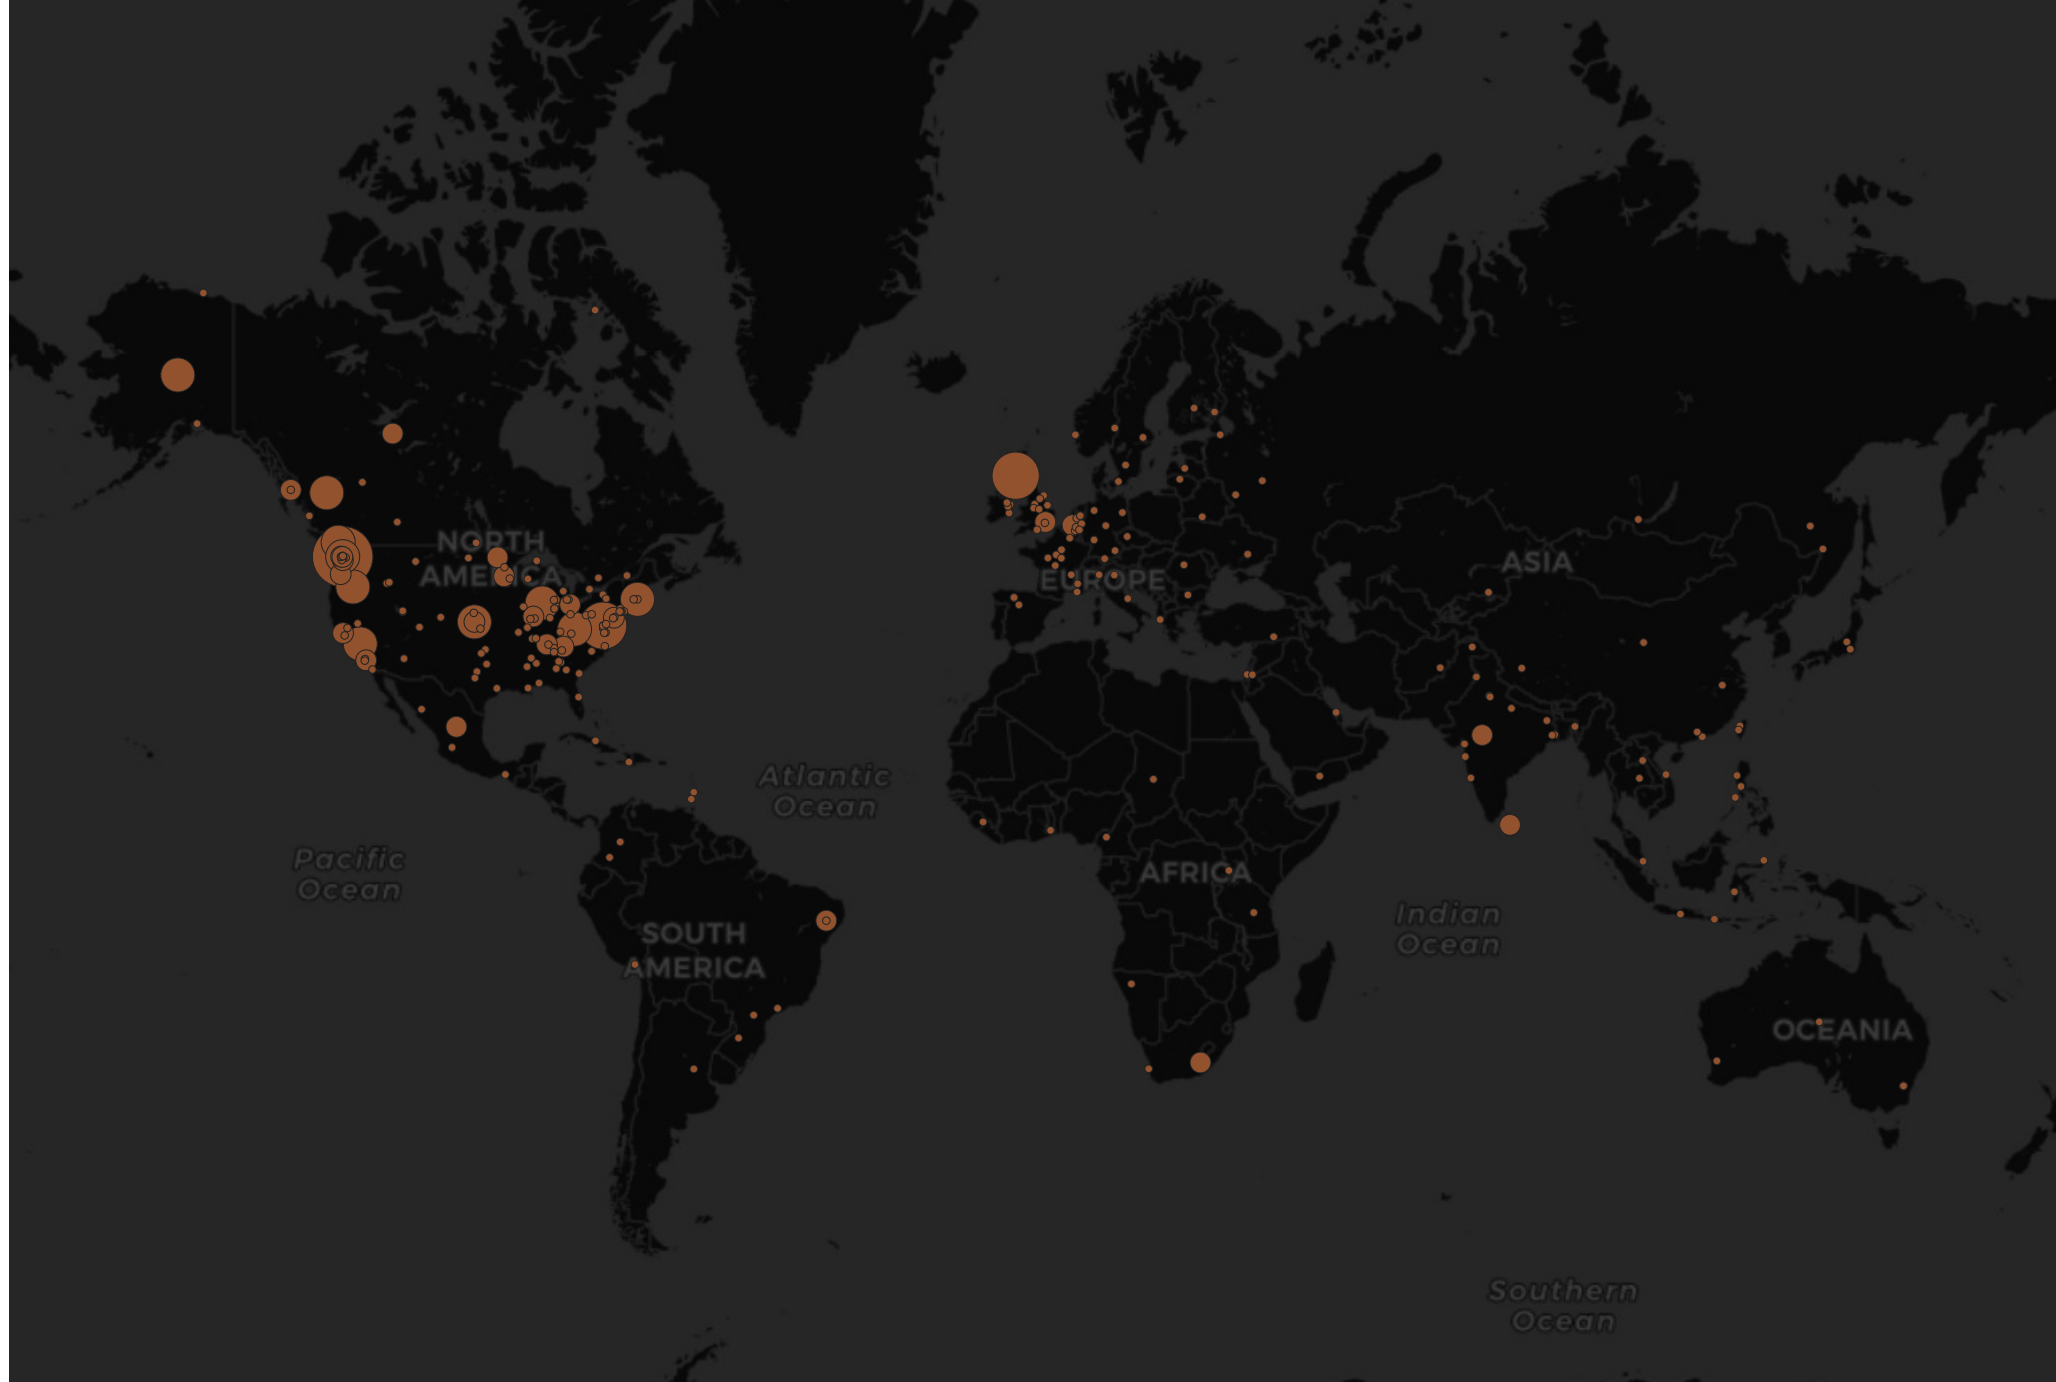 NORTH
AMERICA
EUROPE
ASIA
Atlantic
Ocean
Pacific
Ocean
AFRICA
SOUTH
AMERICA
Indian
Ocean
OCEANIA
Southern
Ocean